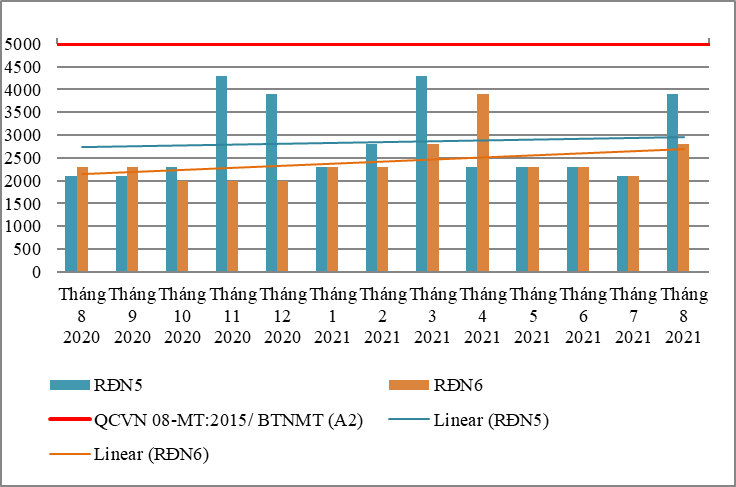 5000
4500
4000
3500
3000
2500
2000
1500
1000
500
0
Tháng 8 2020
Tháng 9 2020
Tháng 10 2020
Tháng 11 2020
Tháng 12 2020
Tháng 1 2021
Tháng 2 2021
Tháng 3 2021
Tháng 4 2021
Tháng 5 2021
Tháng 6 2021
Tháng 7 2021
Tháng 8 2021
RĐN5
RĐN6
QCVN 08-MT:2015/ BTNMT (A2)
Linear (RĐN5)
Linear (RĐN6)